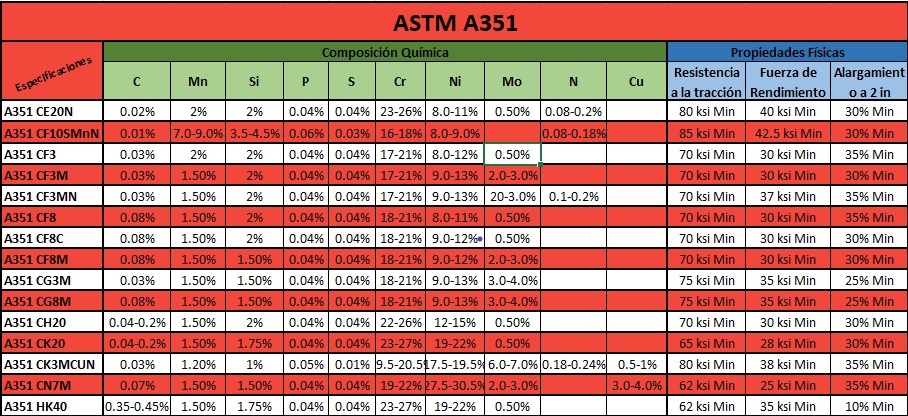 ASTM A351
Especificaciones Composición Química Propiedades Físicas
C Mn Si P S Cr Ni Mo N Cu Resistencia a la tracción Fuerza de Rendimiento Alargamient o a 2 in
A351 CE20N 0.02% 2% 2% 0.04% 0.04% 23-26% 8.0-11% 0.50% 0.08-0.2% 80 ksi Min 40 ksi Min 30% Min
A351 CF10SMnN 0.01% 7.0-9.0% 3.5-4.5% 0.06% 0.03% 16-18% 8.0-9.0% 0.08-0.18% 85 ksi Min 42.5 ksi Min 30% Min
A351 CF3 0.03% 2% 2% 0.04% 0.04% 17-21% 8.0-12% 0.50% 70 ksi Min 30 ksi Min 35% Min
A351 CF3M 0.03% 1.50% 2% 0.04% 0.04% 17-21% 9.0-13% 2.0-3.0% 70 ksi Min 30 ksi Min 30% Min
A351 CF3MN 0.03% 1.50% 2% 0.04% 0.04% 17-21% 9.0-13% 20-3.0% 0.1-0.2% 70 ksi Min 37 ksi Min 30% Min
A351 CF8 0.08% 1.50% 2% 0.04% 0.04% 18-21% 8.0-11% 0.50% 70 ksi Min 30 ksi Min 35% Min
A351 CF8C 0.08% 1.50% 2% 0.04% 0.04% 18-21% 9.0-12% 0.50% 70 ksi Min 30 ksi Min 30% Min
A351 CF8M 0.08% 1.50% 1.50% 0.04% 0.04% 18-21% 9.0-12% 2.0-3.0% 70 ksi Min 30 ksi Min 30% Min
A351 CG3M 0.03% 1.50% 1.50% 0.04% 0.04% 18-21% 9.0-13% 3.0-4.0% 75 ksi Min 35 ksi Min 25% Min
A351 CG8M 0.08% 1.50% 1.50% 0.04% 0.04% 18-21% 9.0-13% 3.0-4.0% 75 ksi Min 35 ksi Min 25% Min
A351 CH20 0.04-0.2% 1.50% 2% 0.04% 0.04% 22-26% 12-15% 0.50% 70 ksi Min 30 ksi Min 30% Min
A351 CK20 0.04-0.2% 1.50% 1.75% 0.04% 0.04% 23-27% 19-22% 0.50% 65 ksi Min 28 ksi Min 30% Min
A351 CK3MCUN 0.03% 1.20% 1% 0.05% 0.01% 9.5-20.5 17.5-19.5% 6.0-7.0% 0.18-0.24% 0.5-1% 80 ksi Min 38 ksi Min 35% Min
A351 CN7M 0.07% 1.50% 1.50% 0.04% 0.04% 19-22% 27.5-30.5% 2.0-3.0% 3.0-4.0% 62 ksi Min 25 ksi Min 35% Min
A351 HK40 0.35-0.45% 1.50% 1.75% 0.04% 0.04% 23-27% 19-22% 0.50% 62 ksi Min 35 ksi Min 10% Min